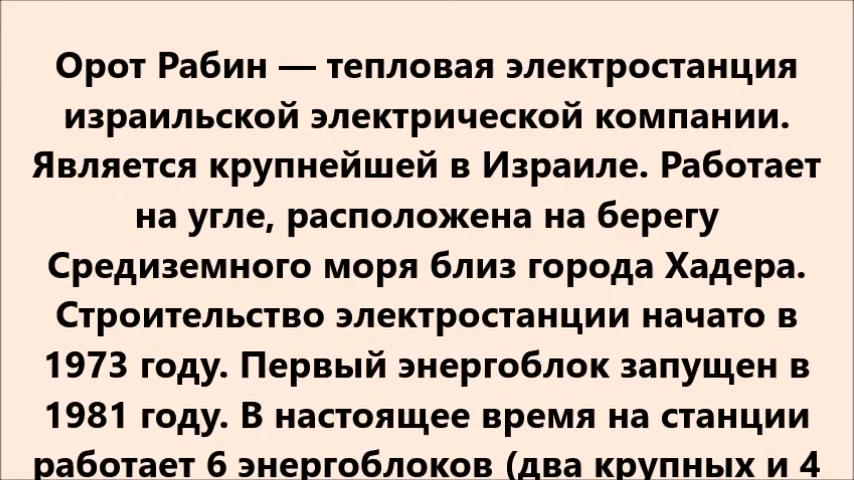 Орот Рабин — тепловая электростанция
израильской электрической компании.
Является крупнейшей в Израиле. Работает
на угле, расположена на берегу
Средиземного моря близ города Хадера.
Строительство электростанции начато в
1973 году. Первый энергоблок запущен в
1981 году. В настоящее время на станции
работает 6 энергоблоков (два крупных и 4